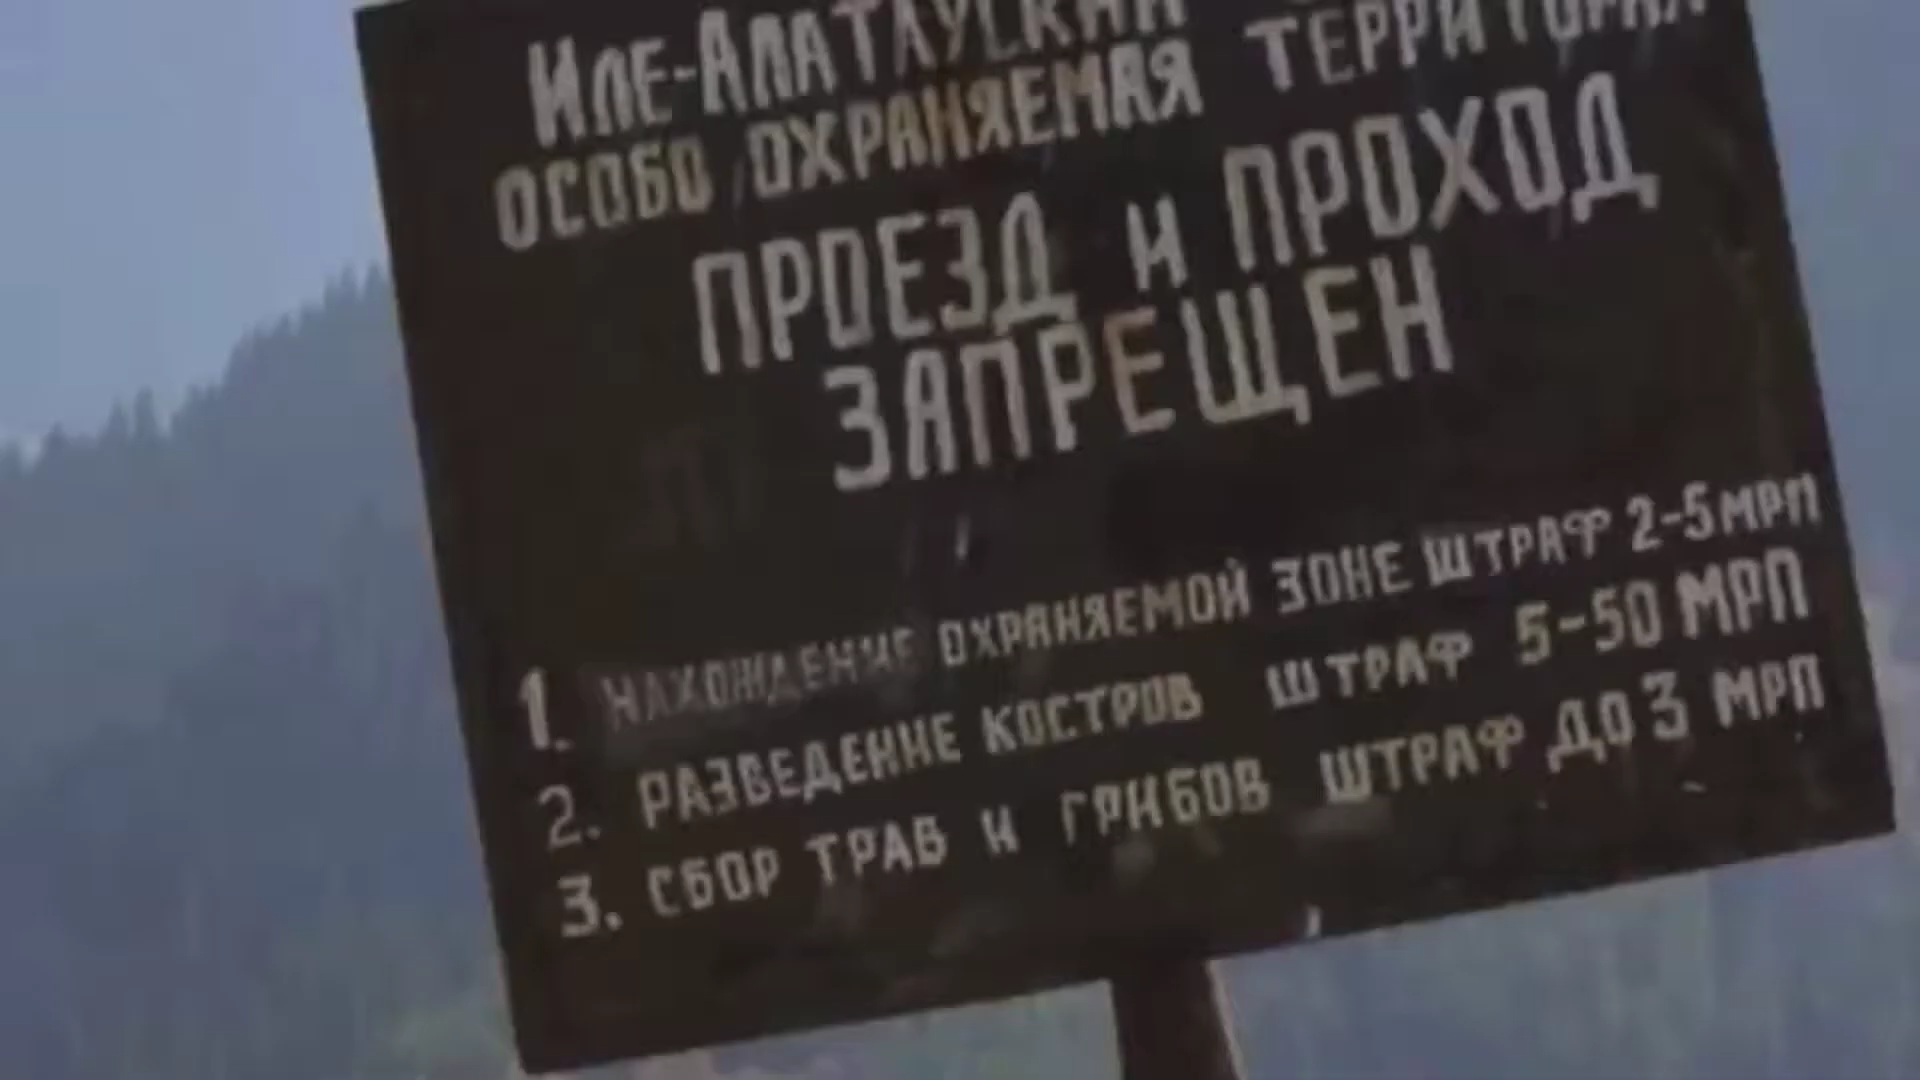 Иле-Алатауский
особо охраняемая территория
ПРОЕЗД и ПРОХОД
ЗАПРЕЩЕН
1. НАХОЖДЕНИЕ ОХРАНЯЕМОЙ ЗОНЕ ШТРАФ 2-5 МРП
2. РАЗВЕДЕНИЕ КОСТРОВ ШТРАФ 5-50 МРП
3. СБОР ТРАВ И ГРИБОВ ШТРАФ ДО 3 МРП